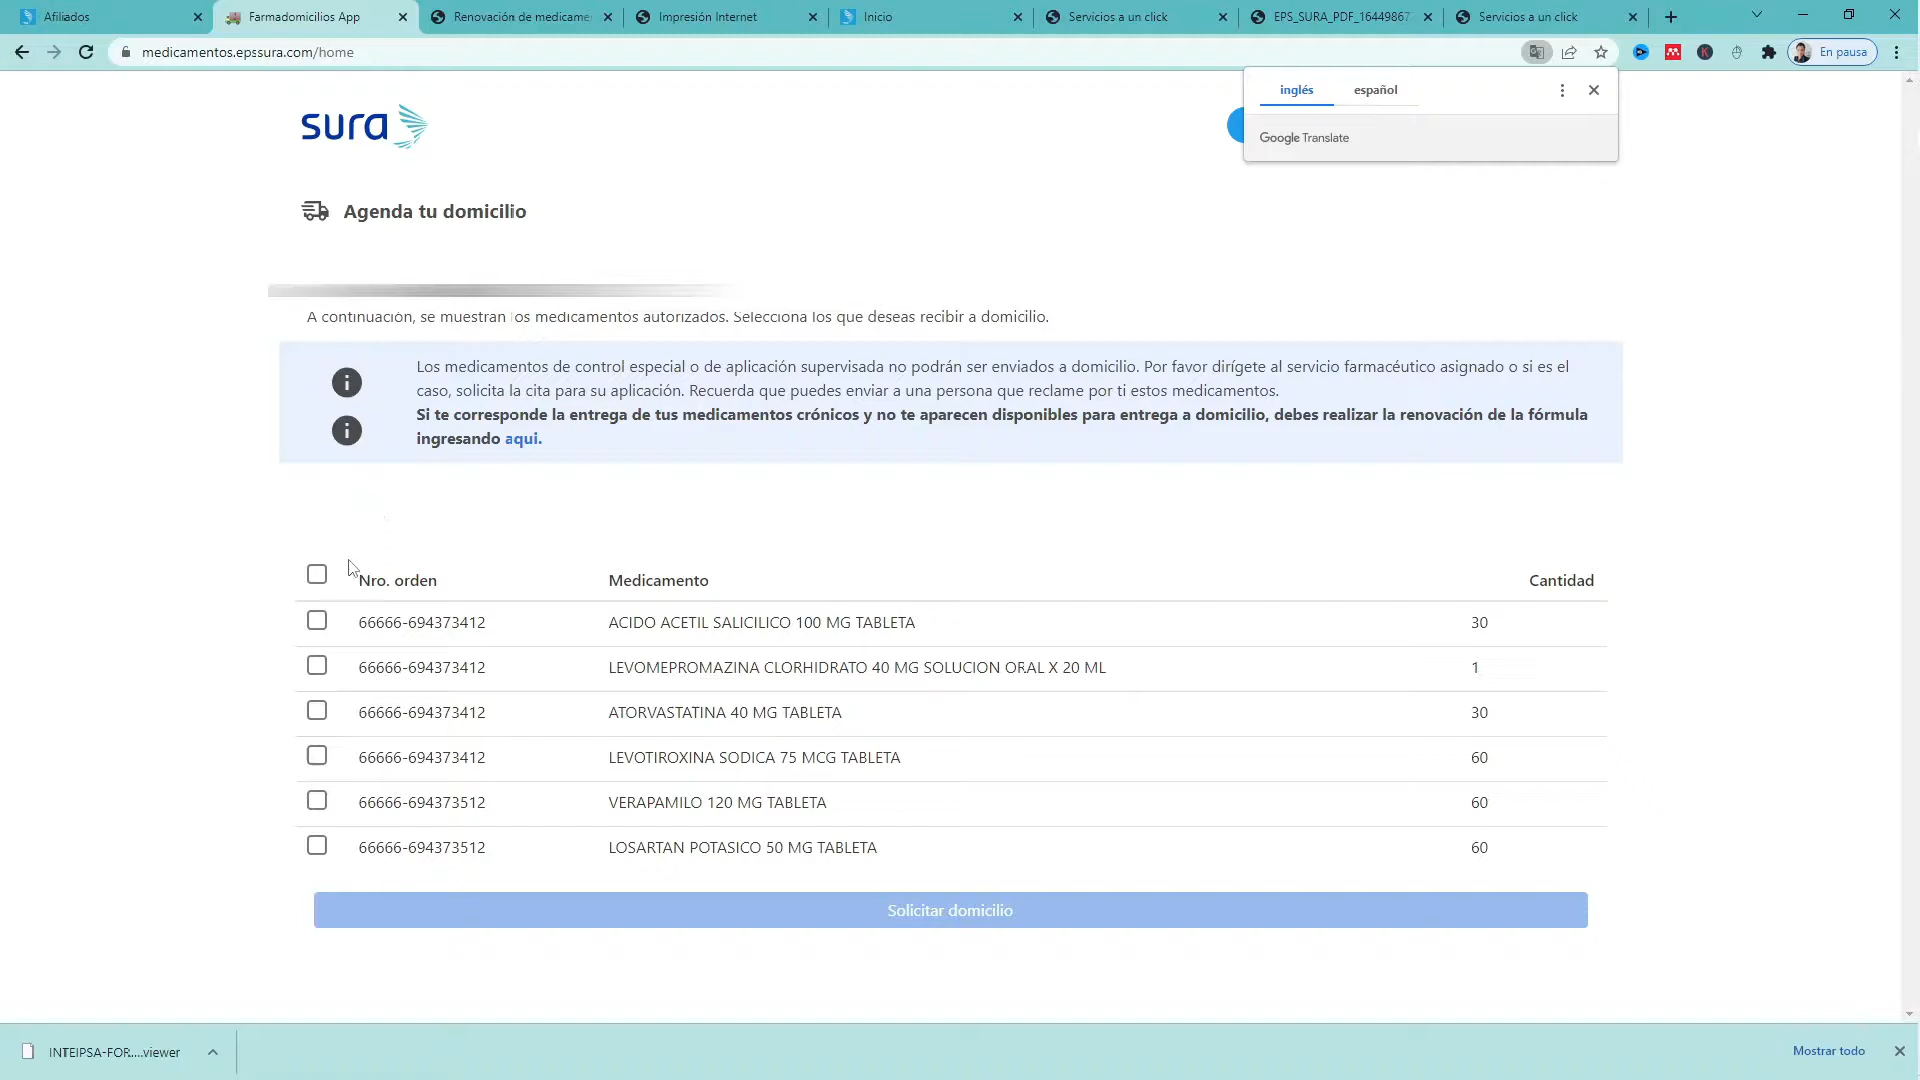 Afiliados
Farmadomicilios App
Renovación de medicame
Impresión Internet
Inicio
Servicios a un click
EPS_SURA_PDF_16449867
Servicios a un click
medicamentos.epssura.com/home
En pausa
inglés
español
Google Translate
sura
Agenda tu domicilio
A continuación, se muestran los medicamentos autorizados. Selecciona los que deseas recibir a domicilio.
Los medicamentos de control especial o de aplicación supervisada no podrán ser enviados a domicilio. Por favor dirígete al servicio farmacéutico asignado o si es el
caso, solicita la cita para su aplicación. Recuerda que puedes enviar a una persona que reclame por ti estos medicamentos.
Si te corresponde la entrega de tus medicamentos crónicos y no te aparecen disponibles para entrega a domicilio, debes realizar la renovación de la fórmula
ingresando aqui.
Nro. orden Medicamento Cantidad
66666-694373412 ACIDO ACETIL SALICILICO 100 MG TABLETA 30
66666-694373412 LEVOMEPROMAZINA CLORHIDRATO 40 MG SOLUCION ORAL X 20 ML 1
66666-694373412 ATORVASTATINA 40 MG TABLETA 30
66666-694373412 LEVOTIROXINA SODICA 75 MCG TABLETA 60
66666-694373512 VERAPAMILO 120 MG TABLETA 60
66666-694373512 LOSARTAN POTASICO 50 MG TABLETA 60
Solicitar domicilio
INTEIPSA-FOR....viewer
Mostrar todo